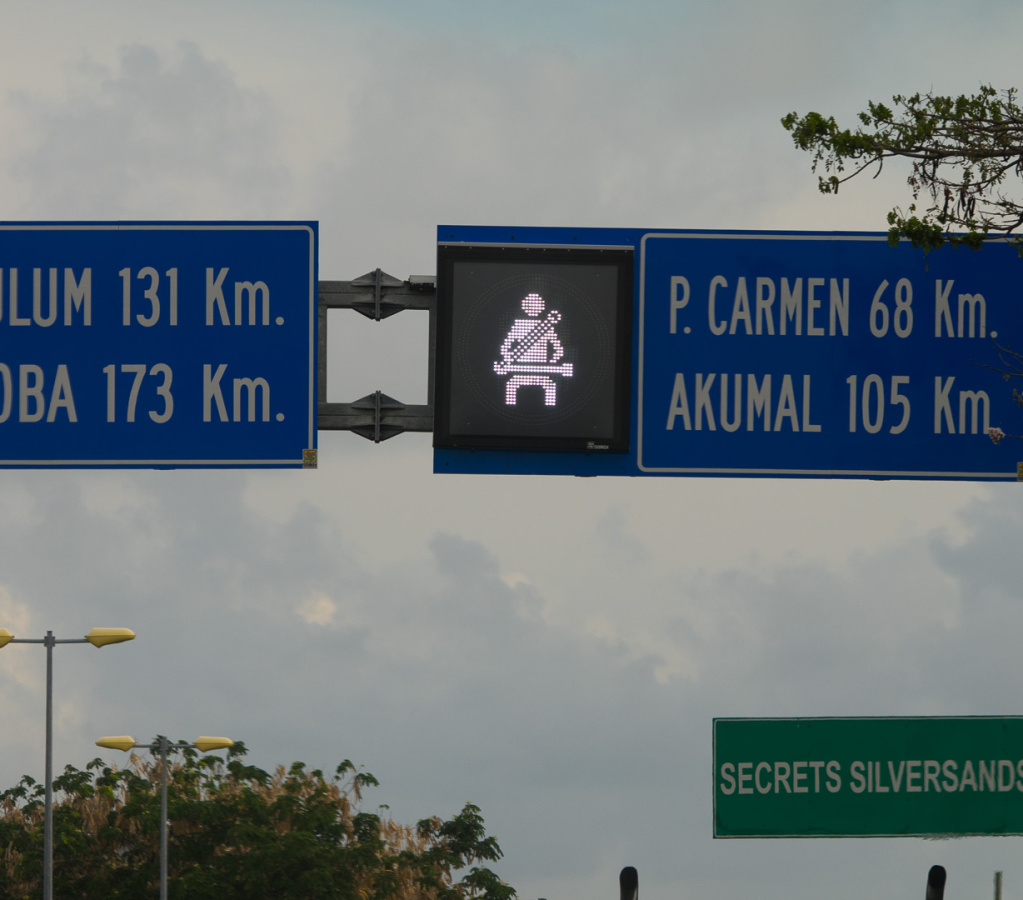 ULUM 131 Km.
OBA 173 Km.
P. CARMEN 68 Km.
AKUMAL 105 Km.
SECRETS SILVERSANDS